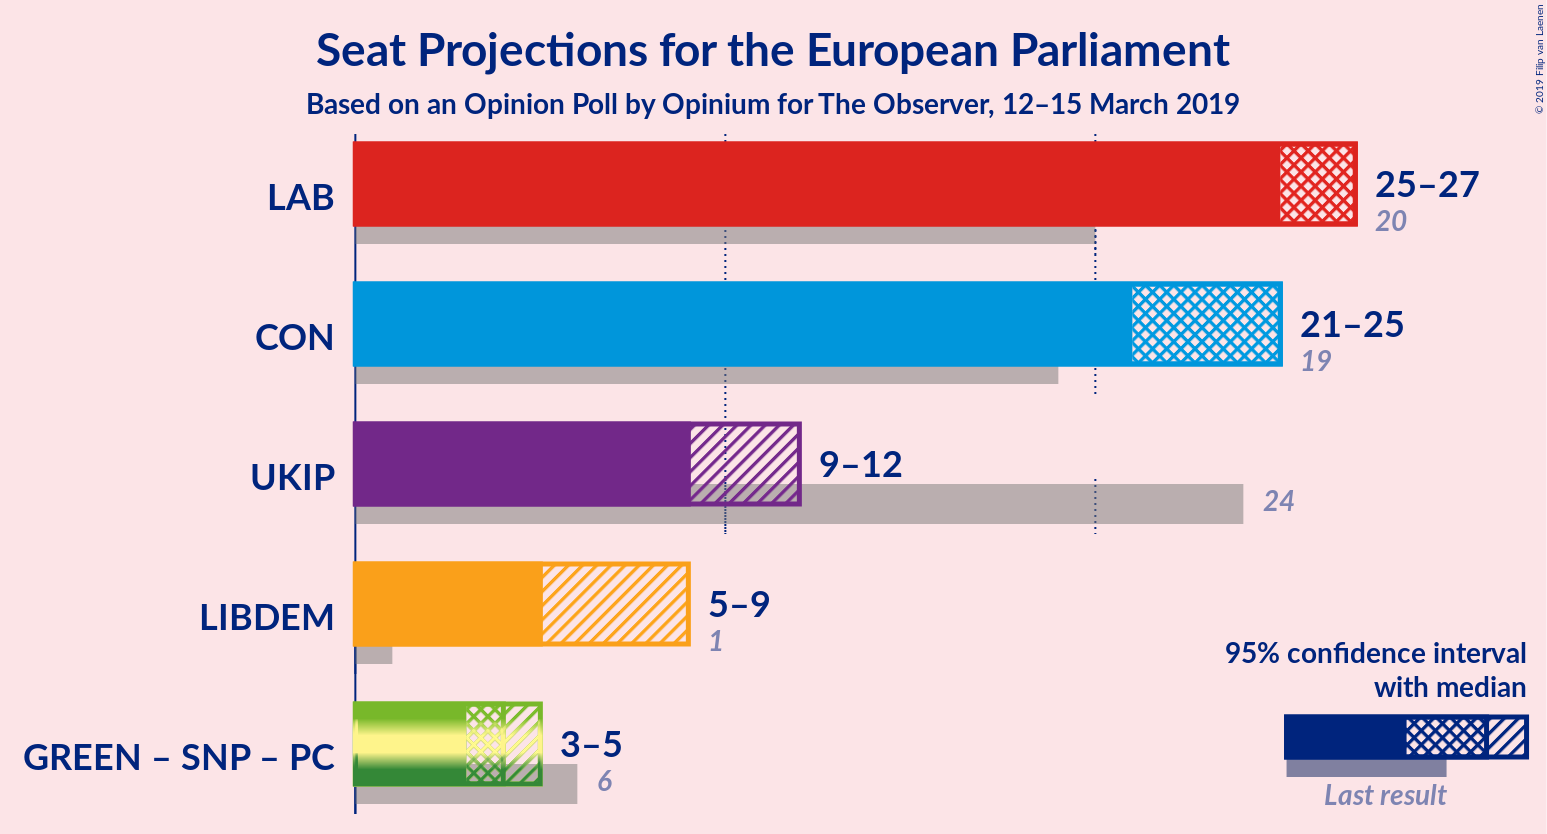 Seat Projections for the European Parliament
Based on an Opinion Poll by Opinium for The Observer, 12–15 March 2019
© 2019 Filip van Laenen
LAB
25–27
20
CON
21–25
19
UKIP
9–12
24
LIBDEM
5–9
1
GREEN – SNP – PC
3–5
6
95% confidence interval
with median
Last result